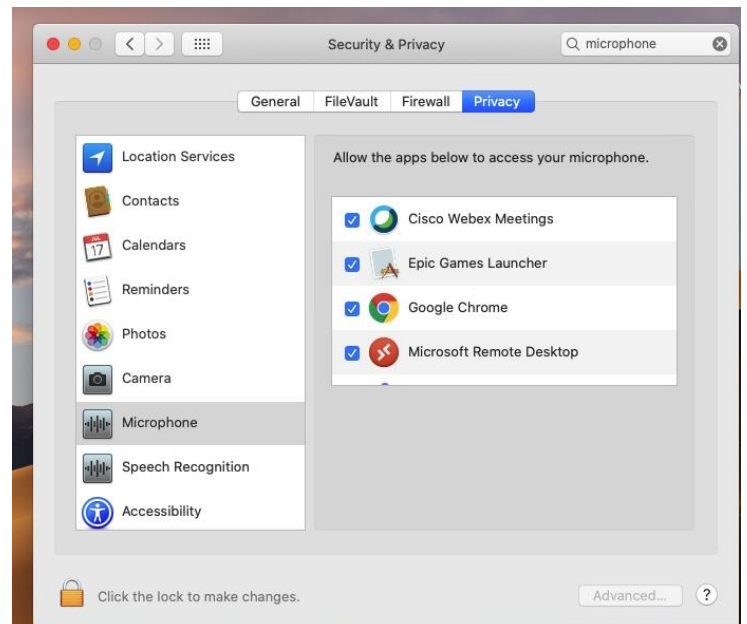 Security & Privacy
microphone
General FileVault Firewall Privacy
Location Services
Contacts
JUL
17
Calendars
Reminders
Photos
Camera
Microphone
Speech Recognition
Accessibility
Allow the apps below to access your microphone.
Cisco Webex Meetings
Epic Games Launcher
Google Chrome
Microsoft Remote Desktop
Click the lock to make changes.
Advanced...
?